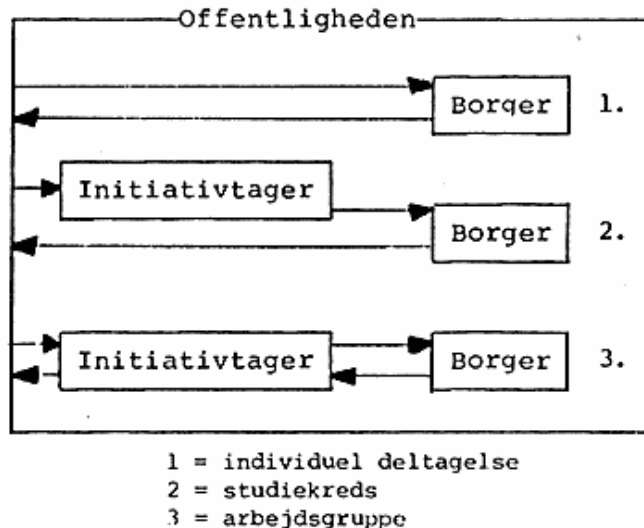 Offentligheden
Borger 1.
Initiativtager
Borger 2.
Initiativtager Borger 3.
1 = individuel deltagelse
2 = studiekreds
3 = arbejdsgruppe